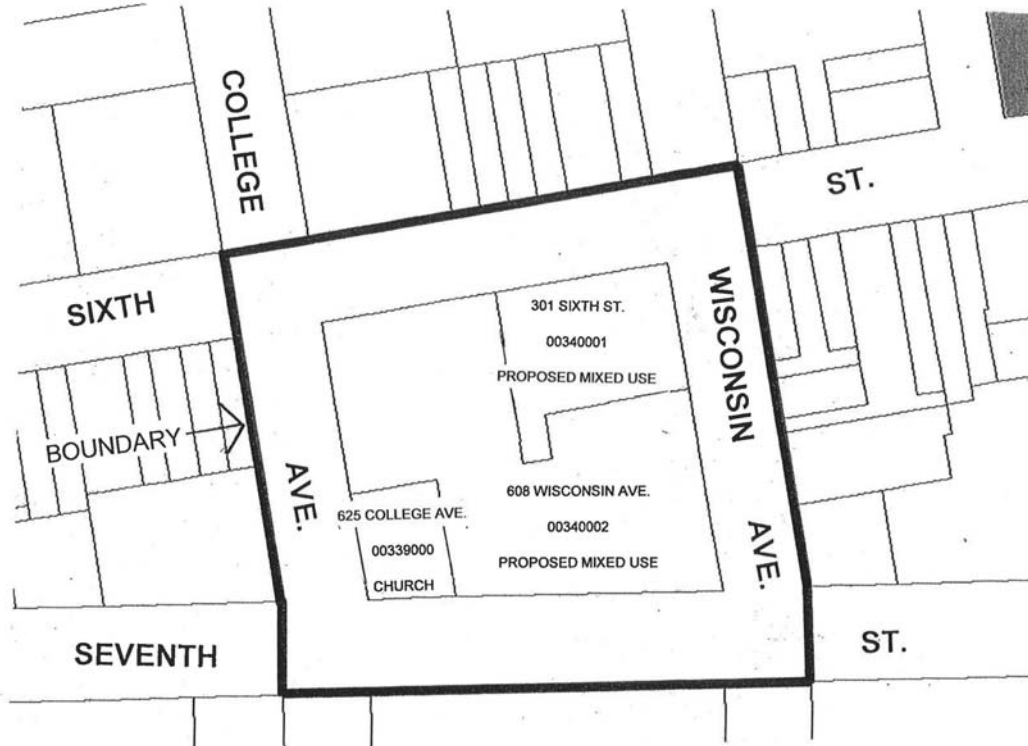 COLLEGE
ST.
SIXTH
WISCONSIN
301 SIXTH ST.
00340001
PROPOSED MIXED USE
BOUNDARY
AVE.
608 WISCONSIN AVE.
00340002
PROPOSED MIXED USE
625 COLLEGE AVE.
00339000
CHURCH
AVE.
SEVENTH
ST.